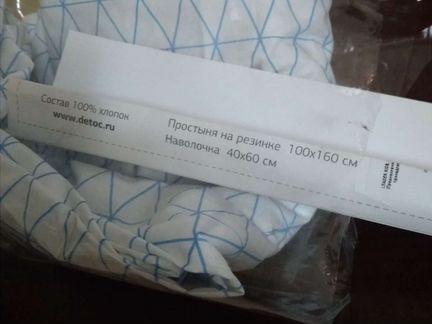 Состав 100% хлопок
www.detoc.ru
Простыня на резинке 100x160 см
Наволочка 40x60 см